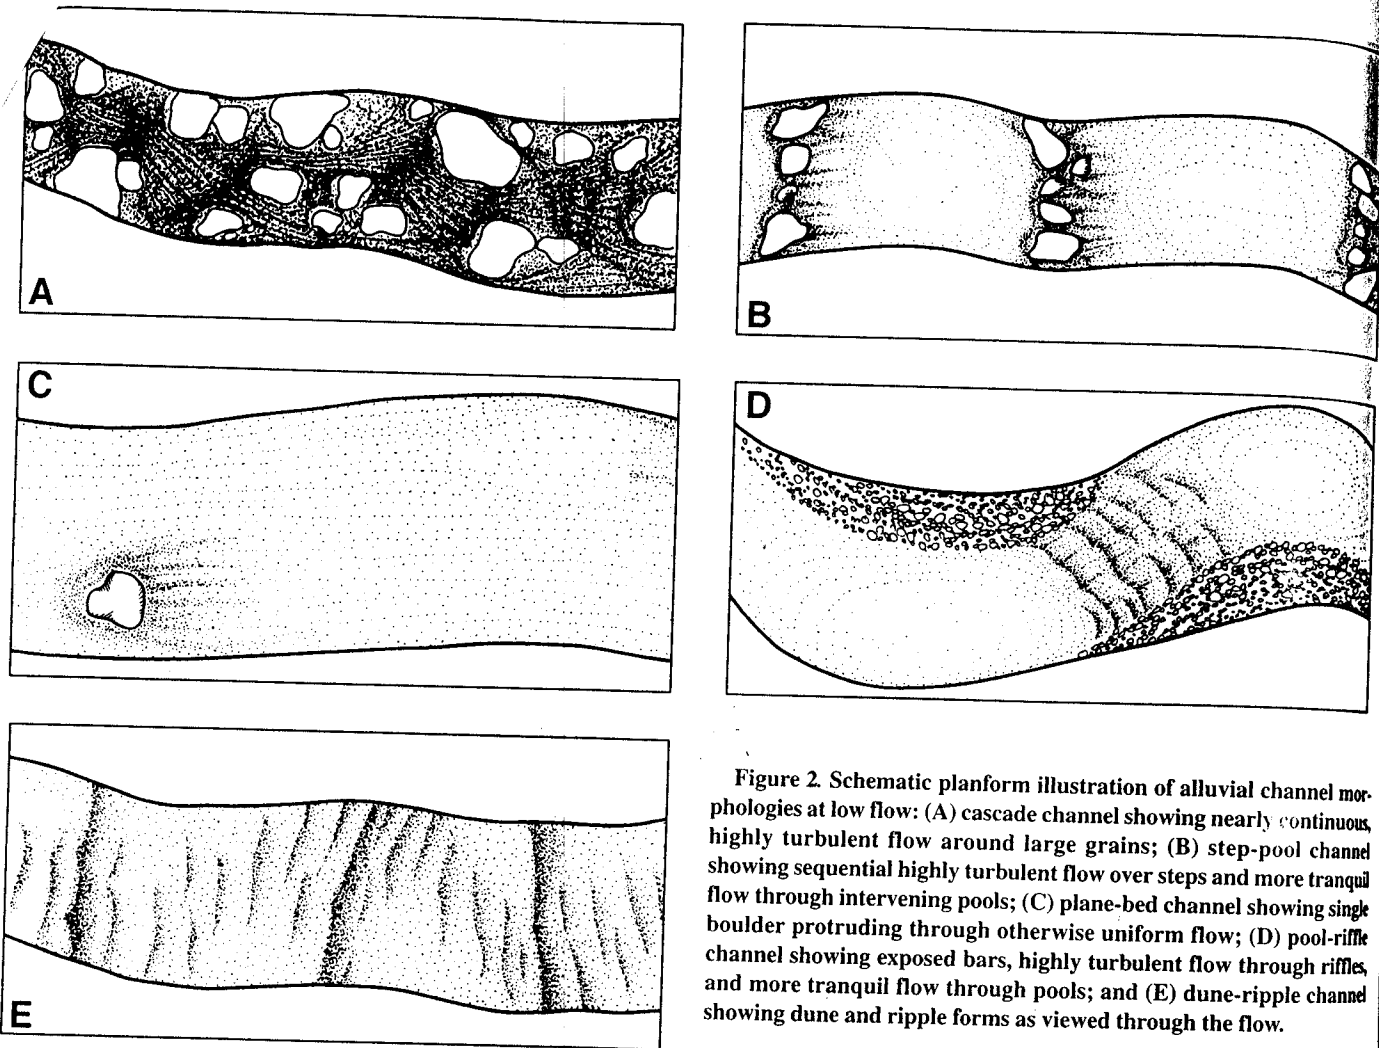 A
B
C
D
E
Figure 2. Schematic planform illustration of alluvial channel mor-
phologies at low flow: (A) cascade channel showing nearly continuous,
highly turbulent flow around large grains; (B) step-pool channel
showing sequential highly turbulent flow over steps and more tranquil
flow through intervening pools; (C) plane-bed channel showing single
boulder protruding through otherwise uniform flow; (D) pool-riffle
channel showing exposed bars, highly turbulent flow through riffles,
and more tranquil flow through pools; and (E) dune-ripple channel
showing dune and ripple forms as viewed through the flow.